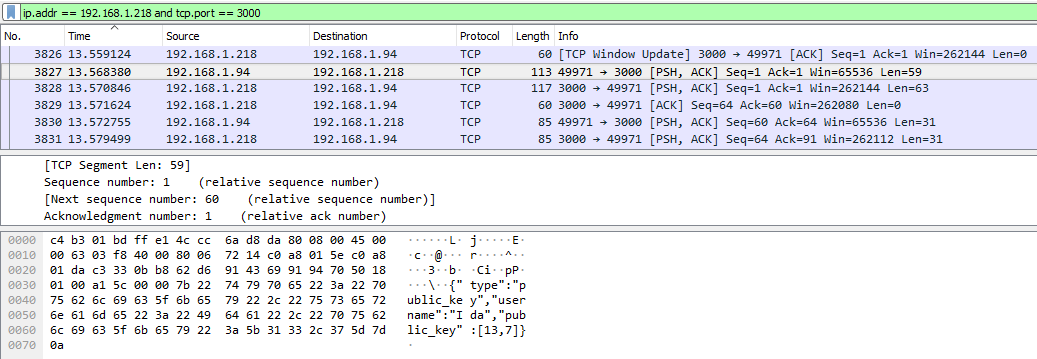 ip.addr == 192.168.1.218 and tcp.port == 3000
No. Time Source Destination Protocol Length Info
3826 13.559124 192.168.1.218 192.168.1.94 TCP 60 [TCP Window Update] 3000 → 49971 [ACK] Seq=1 Ack=1 Win=262144 Len=0
3827 13.568380 192.168.1.94 192.168.1.218 TCP 113 49971 → 3000 [PSH, ACK] Seq=1 Ack=1 Win=65536 Len=59
3828 13.570846 192.168.1.218 192.168.1.94 TCP 117 3000 → 49971 [PSH, ACK] Seq=1 Ack=1 Win=262144 Len=63
3829 13.571624 192.168.1.218 192.168.1.94 TCP 60 3000 → 49971 [ACK] Seq=64 Ack=60 Win=262080 Len=0
3830 13.572755 192.168.1.94 192.168.1.218 TCP 85 49971 → 3000 [PSH, ACK] Seq=60 Ack=64 Win=65536 Len=31
3831 13.579499 192.168.1.218 192.168.1.94 TCP 85 3000 → 49971 [PSH, ACK] Seq=64 Ack=91 Win=262112 Len=31
[TCP Segment Len: 59]
Sequence number: 1 (relative sequence number)
[Next sequence number: 60 (relative sequence number)]
Acknowledgment number: 1 (relative ack number)
0000 c4 b3 01 bd ff e1 4c cc 6a d8 da 80 08 00 45 00 ······L· j·····E·
0010 00 63 03 f8 40 00 80 06 72 14 c0 a8 01 5e c0 a8 ·c··@··· r····^··
0020 01 da c3 33 0b b8 62 d6 91 43 69 91 94 70 50 18 ···3··b· ·Ci··pP·
0030 01 00 a1 5c 00 00 7b 22 74 79 70 65 22 3a 22 70 ···\··{" type":"p
0040 75 62 6c 69 63 5f 6b 65 79 22 2c 22 75 73 65 72 ublic_ke y","user
0050 6e 61 6d 65 22 3a 22 49 64 61 22 2c 22 70 75 62 name":"I da","pub
0060 6c 69 63 5f 6b 65 79 22 3a 5b 31 33 2c 37 5d 7d lic_key" :[13,7]}
0070 0a ·